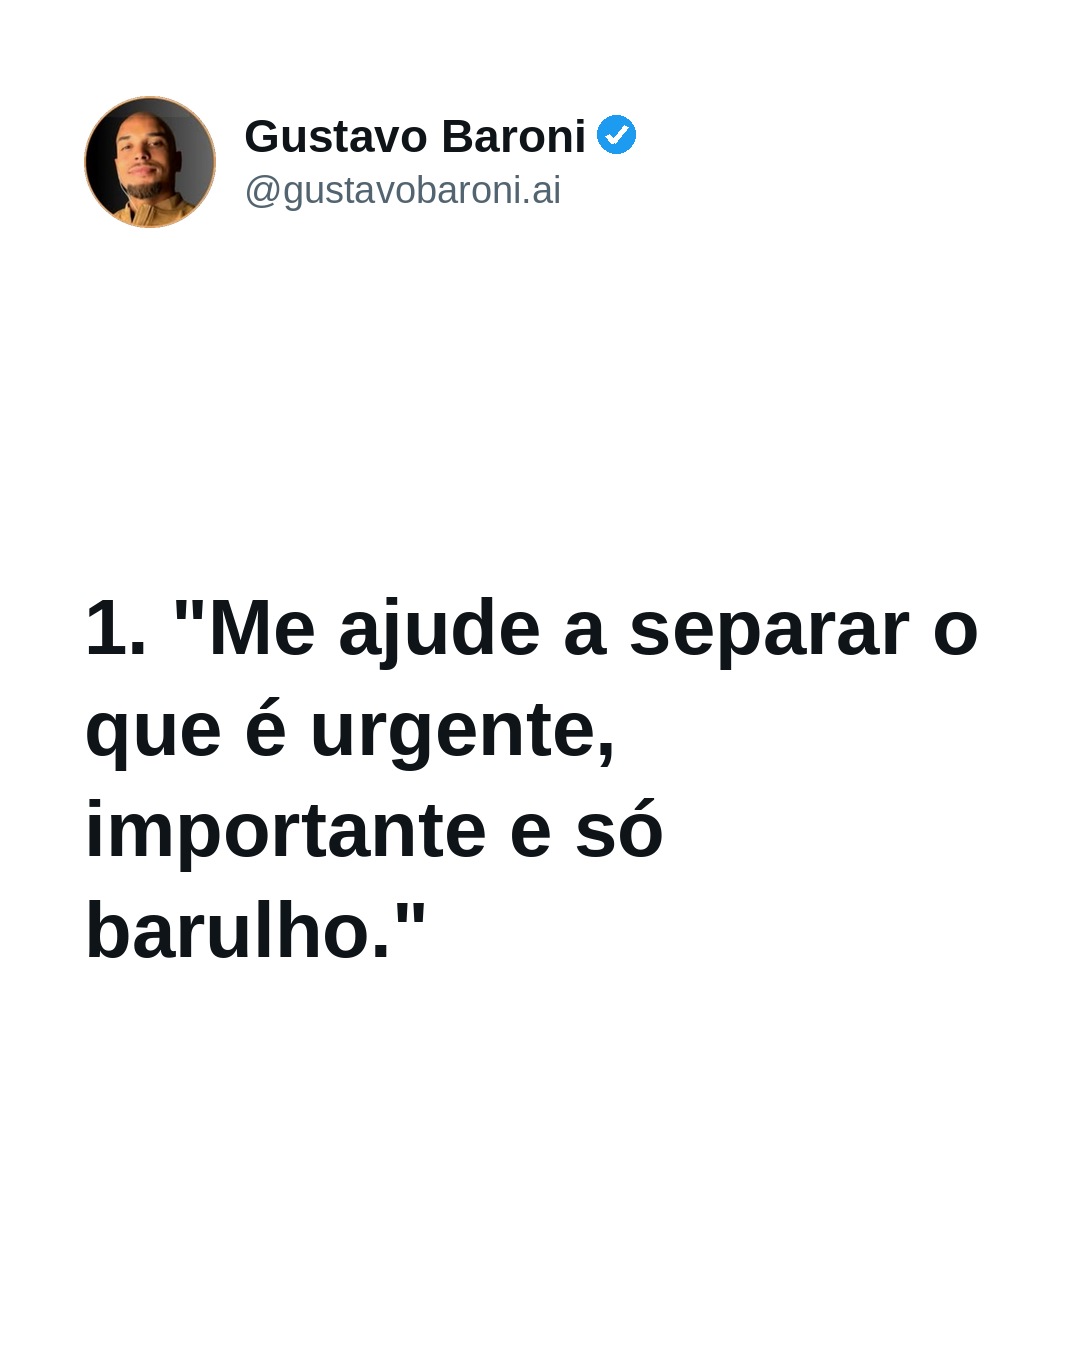 Gustavo Baroni
@gustavobaroni.ai
1. "Me ajude a separar o
que é urgente,
importante e só
barulho."